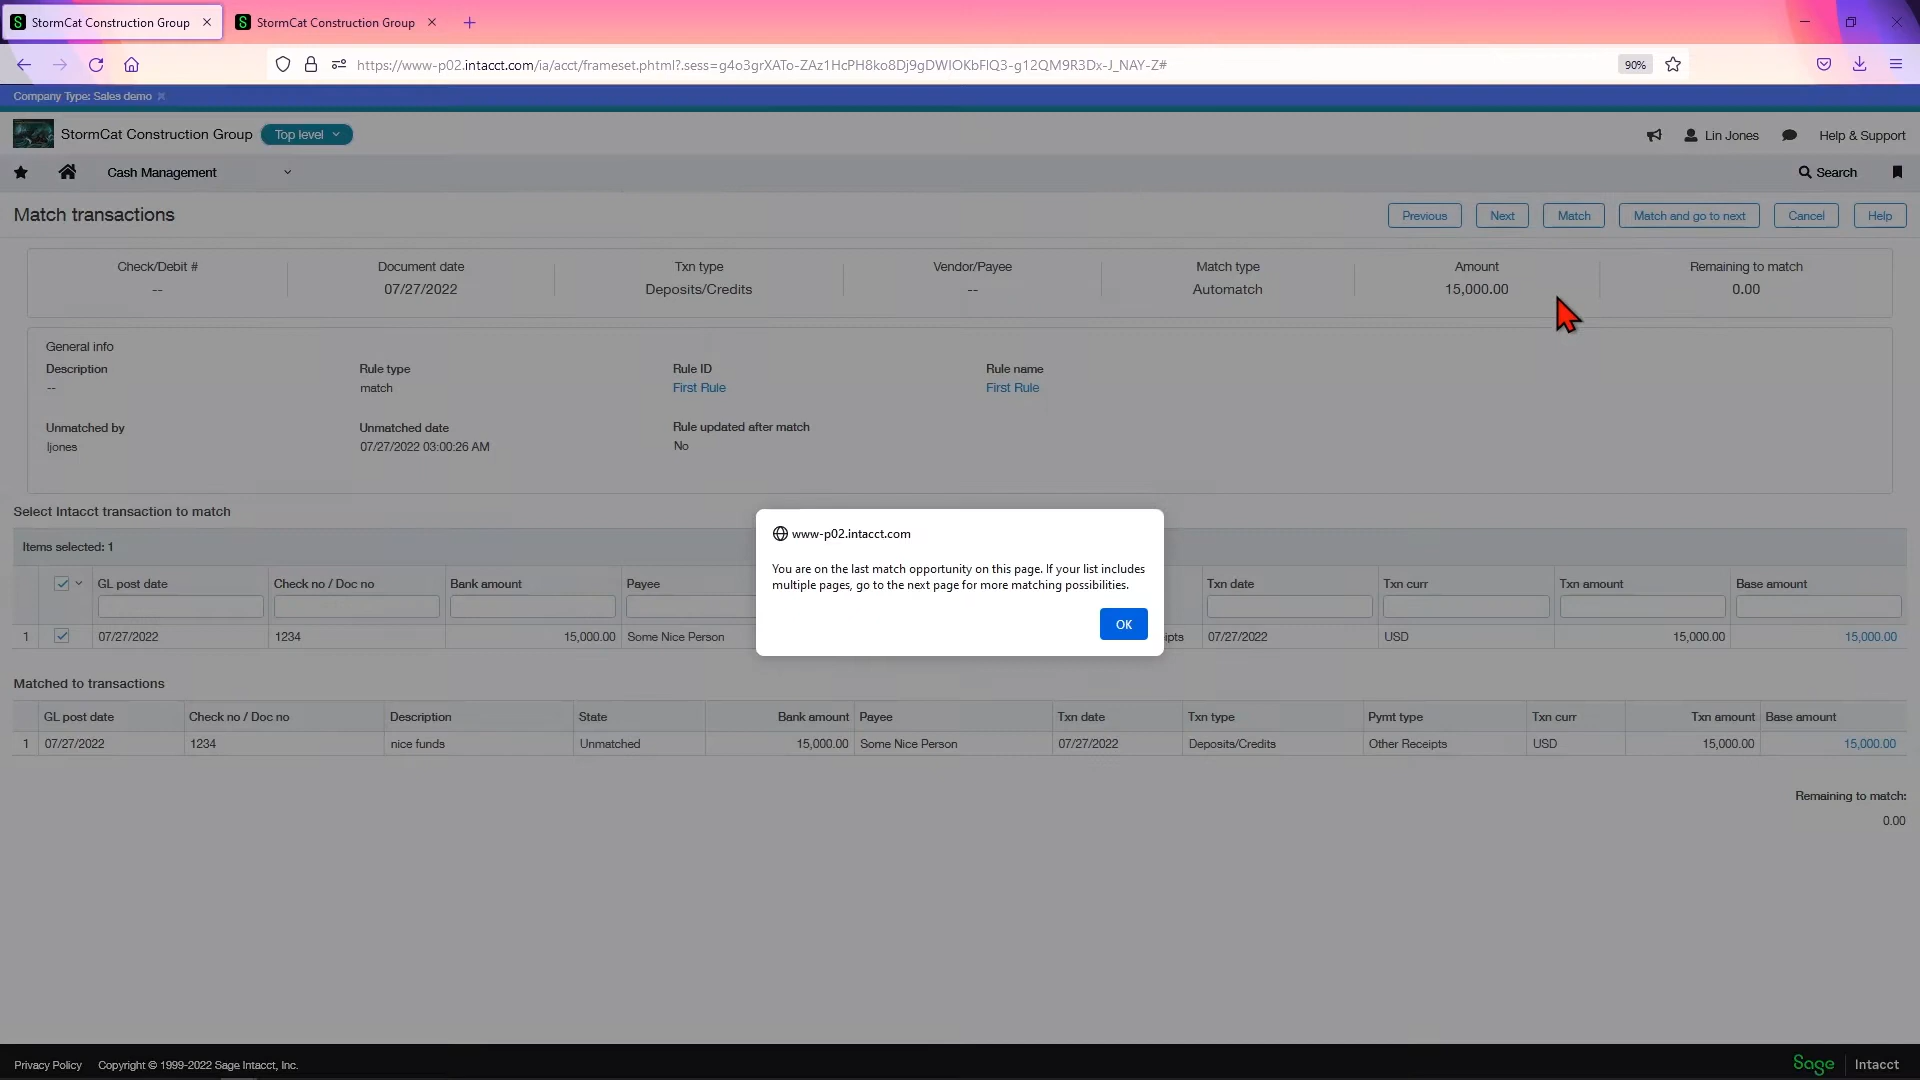 StormCat Construction Group
StormCat Construction Group
https://www-p02.intacct.com/ia/acct/frameset.phtml?.sess=g4o3grXATo-ZAz1HcPH8ko8Dj9gDWIOKbFlQ3-g12QM9R3Dx-J_NAY-Z#
90%
Company Type: Sales demo
StormCat Construction Group Top level
Lin Jones Help & Support
Cash Management Search
Match transactions Previous Next Match Match and go to next Cancel Help
Check/Debit # Document date Txn type Vendor/Payee Match type Amount Remaining to match
-- 07/27/2022 Deposits/Credits -- Automatch 15,000.00 0.00
General info
Description Rule type Rule ID Rule name
-- match First Rule First Rule
Unmatched by Unmatched date Rule updated after match
ljones 07/27/2022 03:00:26 AM No
Select Intacct transaction to match
Items selected: 1
www-p02.intacct.com
You are on the last match opportunity on this page. If your list includes
multiple pages, go to the next page for more matching possibilities.
OK
GL post date Check no / Doc no Bank amount Payee Txn date Txn curr Txn amount Base amount
1 07/27/2022 1234 15,000.00 Some Nice Person ipts 07/27/2022 USD 15,000.00 15,000.00
Matched to transactions
GL post date Check no / Doc no Description State Bank amount Payee Txn date Txn type Pymt type Txn curr Txn amount Base amount
1 07/27/2022 1234 nice funds Unmatched 15,000.00 Some Nice Person 07/27/2022 Deposits/Credits Other Receipts USD 15,000.00 15,000.00
Remaining to match:
0.00
Privacy Policy Copyright © 1999-2022 Sage Intacct, Inc. Sage Intacct